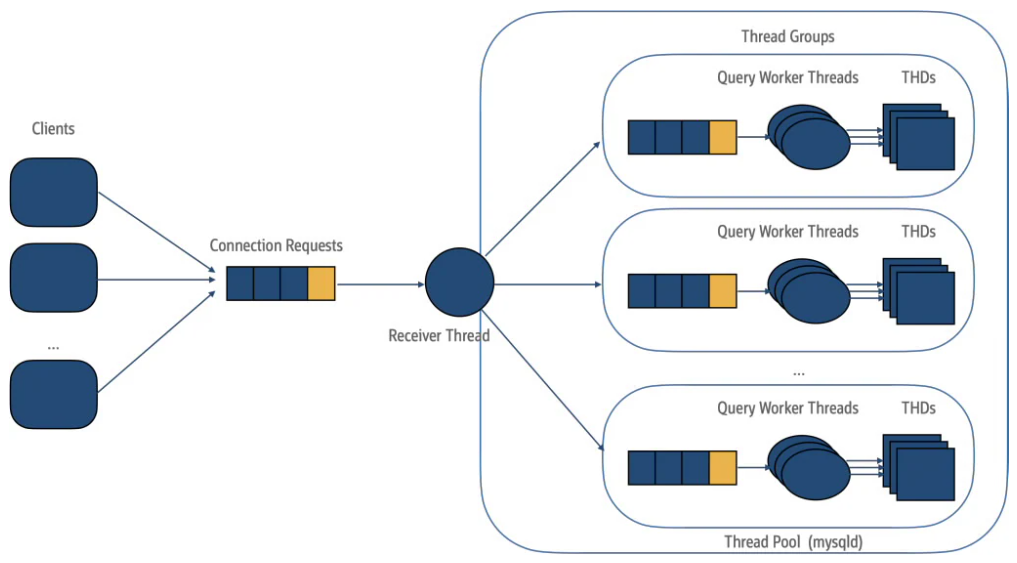 Thread Groups
Query Worker Threads
THDs
Clients
Query Worker Threads
THDs
Connection Requests
Receiver Thread
...
...
Query Worker Threads
THDs
Thread Pool (mysqld)